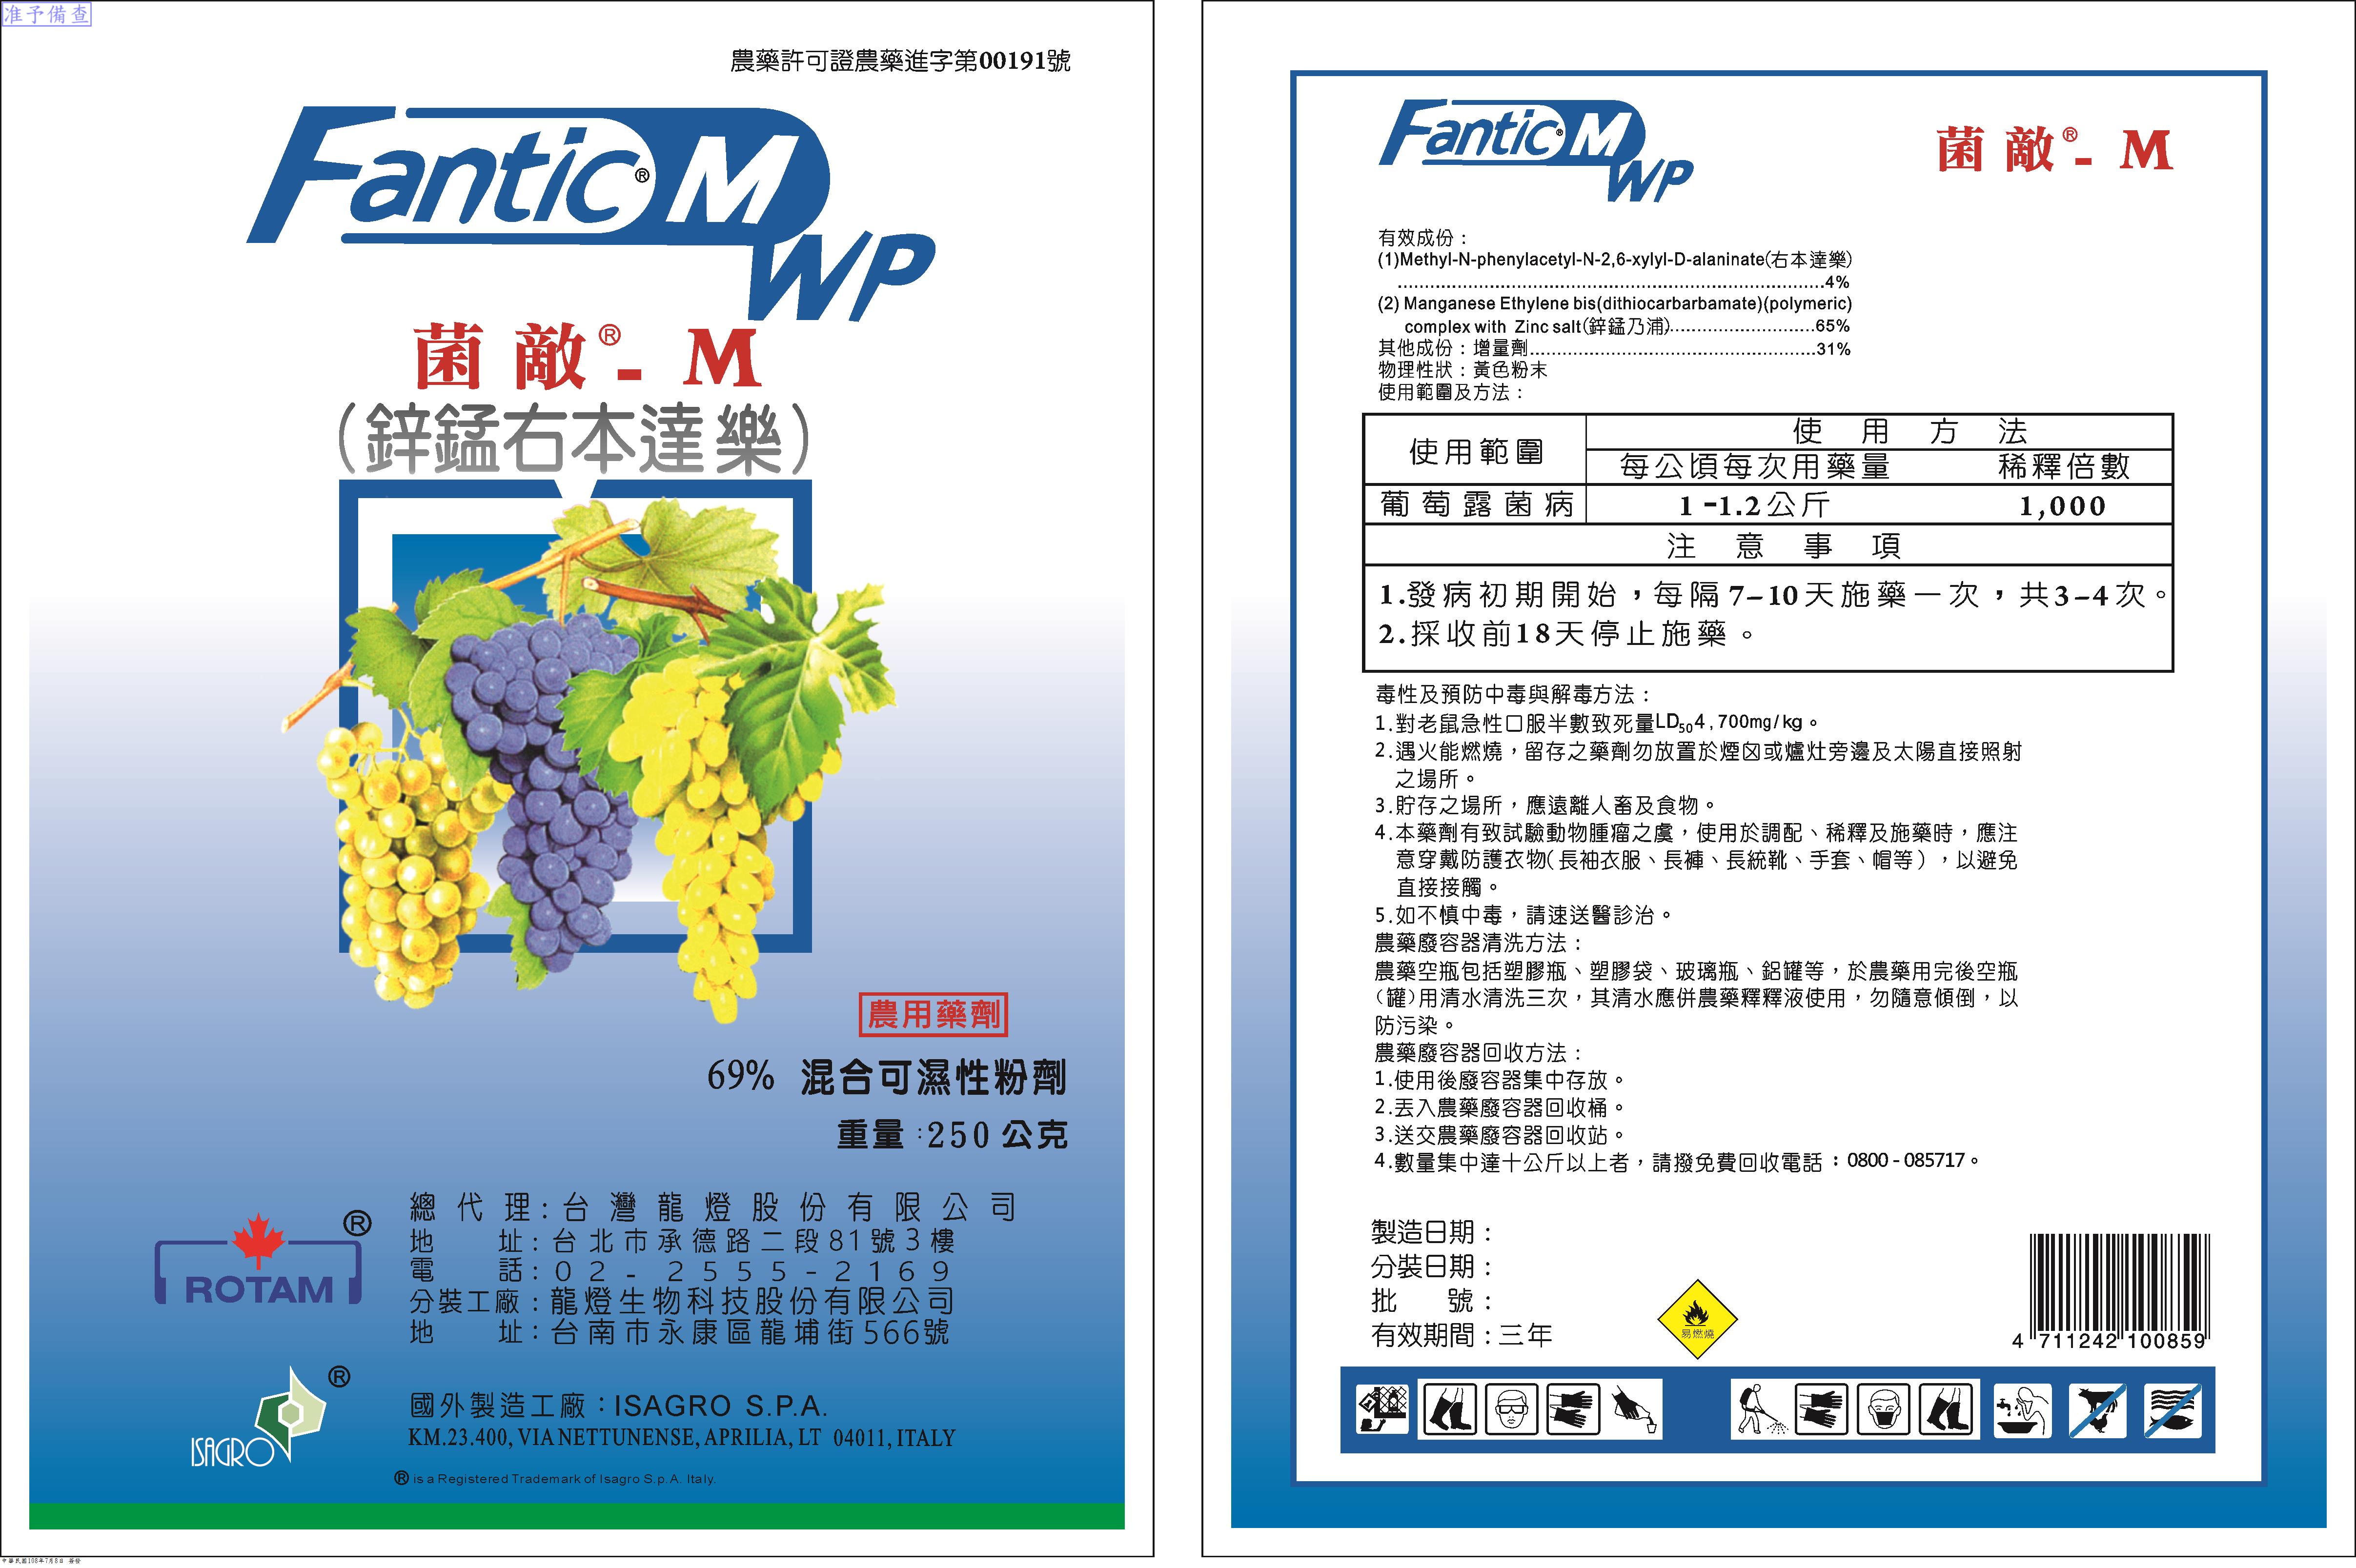 准予備查
農藥許可證農藥進字第00191號
Fantic® M
WP
菌敵®- M
(鋅錳右本達樂)
農用藥劑
69% 混合可濕性粉劑
重量:250公克
總代理:台灣龍燈股份有限公司
地址:台北市承德路二段81號3樓
電話:02-2555-2169
分裝工廠:龍燈生物科技股份有限公司
地址:台南市永康區龍埔街566號
ROTAM ®
國外製造工廠:ISAGRO S.P.A.
KM.23.400, VIA NETTUNENSE, APRILIA, LT 04011, ITALY
ISAGRO ®
® is a Registered Trademark of Isagro S.p.A. Italy.
中華民國108年7月8日 簽發
Fantic® M
WP
菌敵®- M
有效成份:
(1)Methyl-N-phenylacetyl-N-2,6-xylyl-D-alaninate(右本達樂)
................................................................................4%
(2) Manganese Ethylene bis(dithiocarbarbamate)(polymeric)
complex with Zinc salt(鋅錳乃浦)...........................65%
其他成份:增量劑.....................................................31%
物理性狀:黃色粉末
使用範圍及方法:
使用範圍 使用方法
每公頃每次用藥量 稀釋倍數
葡萄露菌病 1-1.2公斤 1,000
注意事項
1.發病初期開始,每隔7-10天施藥一次,共3-4次。
2.採收前18天停止施藥。
毒性及預防中毒與解毒方法:
1.對老鼠急性口服半數致死量LD₅₀4,700mg/kg。
2.遇火能燃燒,留存之藥劑勿放置於煙囪或爐灶旁邊及太陽直接照射
之場所。
3.貯存之場所,應遠離人畜及食物。
4.本藥劑有致試驗動物腫瘤之虞,使用於調配、稀釋及施藥時,應注
意穿戴防護衣物(長袖衣服、長褲、長統靴、手套、帽等),以避免
直接接觸。
5.如不慎中毒,請速送醫診治。
農藥廢容器清洗方法:
農藥空瓶包括塑膠瓶、塑膠袋、玻璃瓶、鋁罐等,於農藥用完後空瓶
(罐)用清水清洗三次,其清水應併農藥釋釋液使用,勿隨意傾倒,以
防污染。
農藥廢容器回收方法:
1.使用後廢容器集中存放。
2.丟入農藥廢容器回收桶。
3.送交農藥廢容器回收站。
4.數量集中達十公斤以上者,請撥免費回收電話:0800-085717。
製造日期:
分裝日期:
批號:
有效期間:三年
易燃燒
4 711242 100859